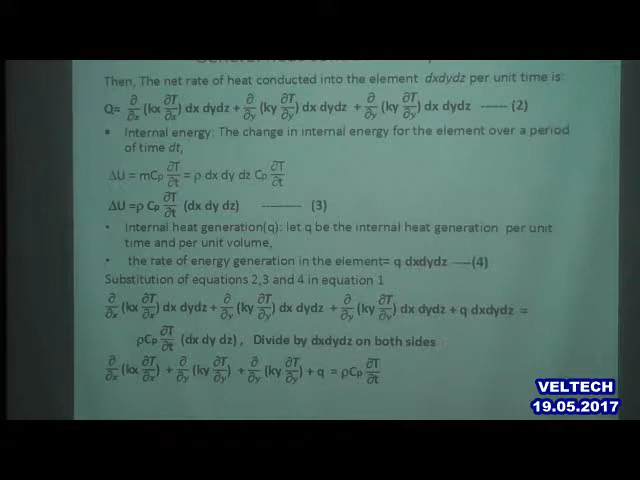 General heat
Then, The net rate of heat conducted into the element dxdydz per unit time is:
Q= ∂/∂x (kx ∂T/∂x) dx dydz + ∂/∂y (ky ∂T/∂y) dx dydz + ∂/∂y (ky ∂T/∂y) dx dydz ------ (2)
• Internal energy: The change in internal energy for the element over a period
of time dt,
ΔU = mCp ∂T/∂t = ρ dx dy dz Cp ∂T/∂t
ΔU =ρ Cp ∂T/∂t (dx dy dz) --------- (3)
• Internal heat generation(q): let q be the internal heat generation per unit
time and per unit volume,
• the rate of energy generation in the element= q dxdydz ----(4)
Substitution of equations 2,3 and 4 in equation 1
∂/∂x (kx ∂T/∂x) dx dydz + ∂/∂y (ky ∂T/∂y) dx dydz + ∂/∂y (ky ∂T/∂y) dx dydz + q dxdydz =
ρCp ∂T/∂t (dx dy dz) , Divide by dxdydz on both sides
∂/∂x (kx ∂T/∂x) + ∂/∂y (ky ∂T/∂y) + ∂/∂y (ky ∂T/∂y) + q = ρCp ∂T/∂t
VELTECH
19.05.2017